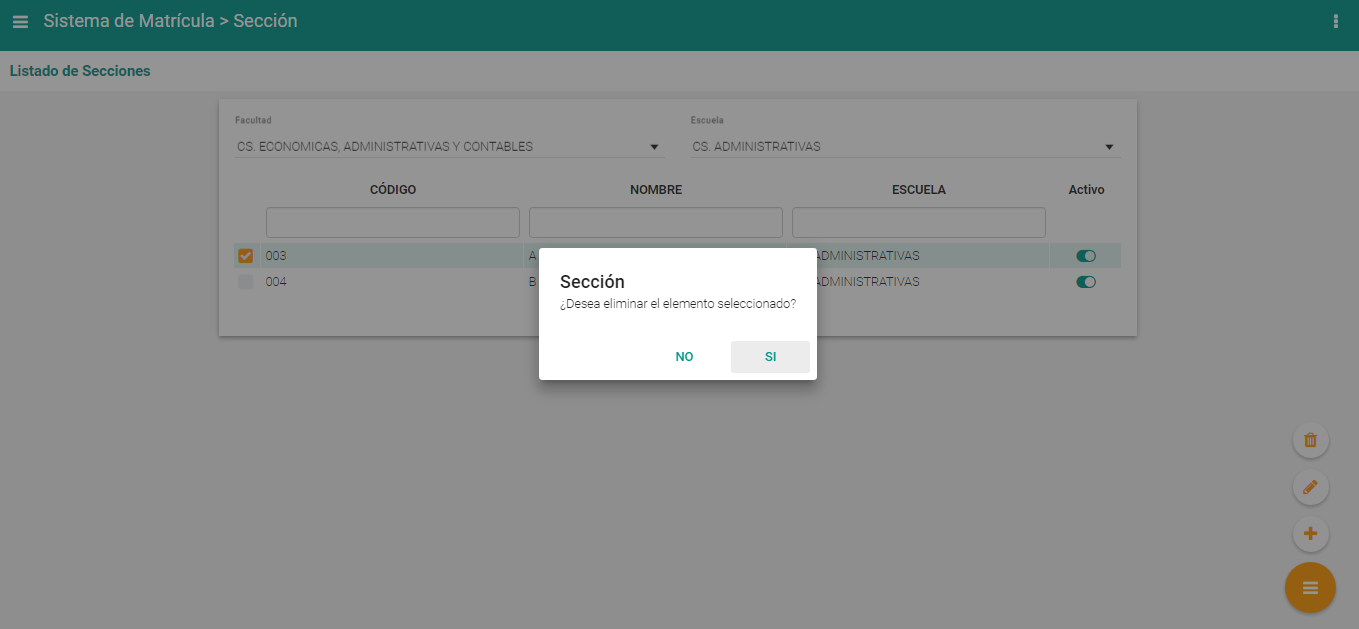 Sistema de Matrícula > Sección
Listado de Secciones
Facultad Escuela
CS. ECONOMICAS, ADMINISTRATIVAS Y CONTABLES CS. ADMINISTRATIVAS
CÓDIGO NOMBRE ESCUELA Activo
003 A ADMINISTRATIVAS
004 B ADMINISTRATIVAS
Sección
¿Desea eliminar el elemento seleccionado?
NO SI